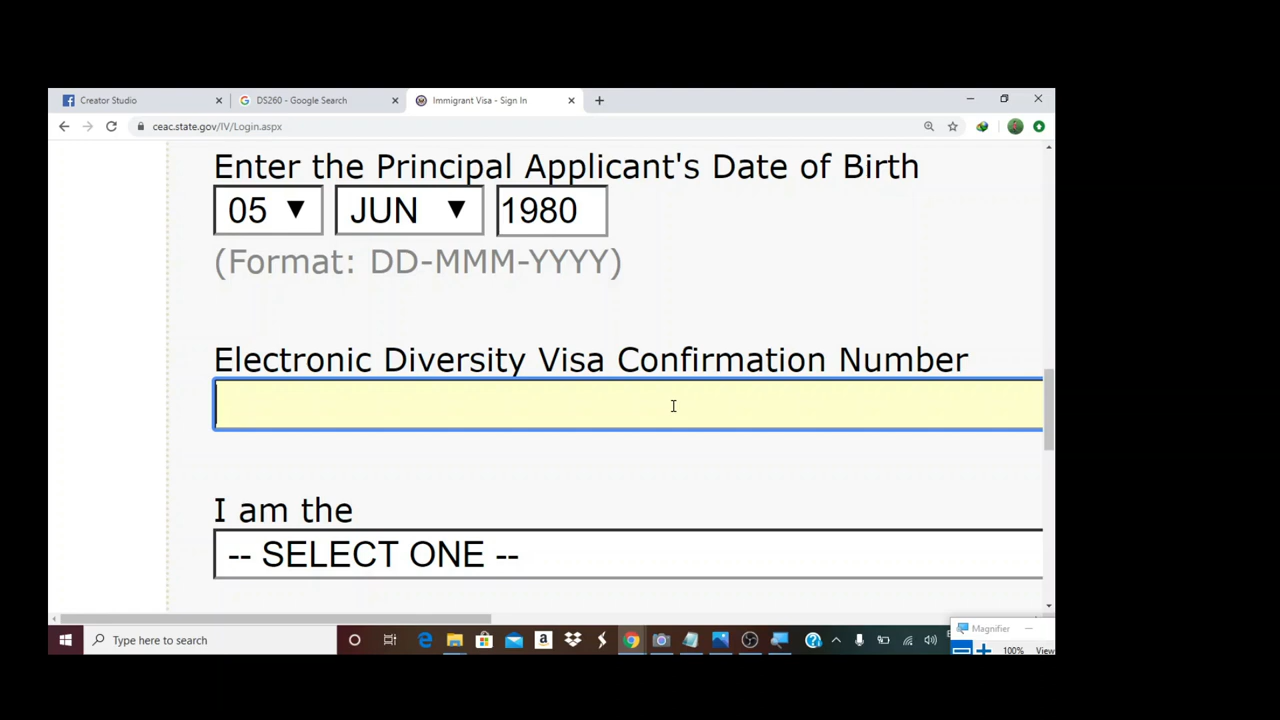 Creator Studio
DS260 - Google Search
Immigrant Visa - Sign In
ceac.state.gov/IV/Login.aspx
Enter the Principal Applicant's Date of Birth
05 JUN 1980
(Format: DD-MMM-YYYY)
Electronic Diversity Visa Confirmation Number
I am the
-- SELECT ONE --
Magnifier
Type here to search
100% View